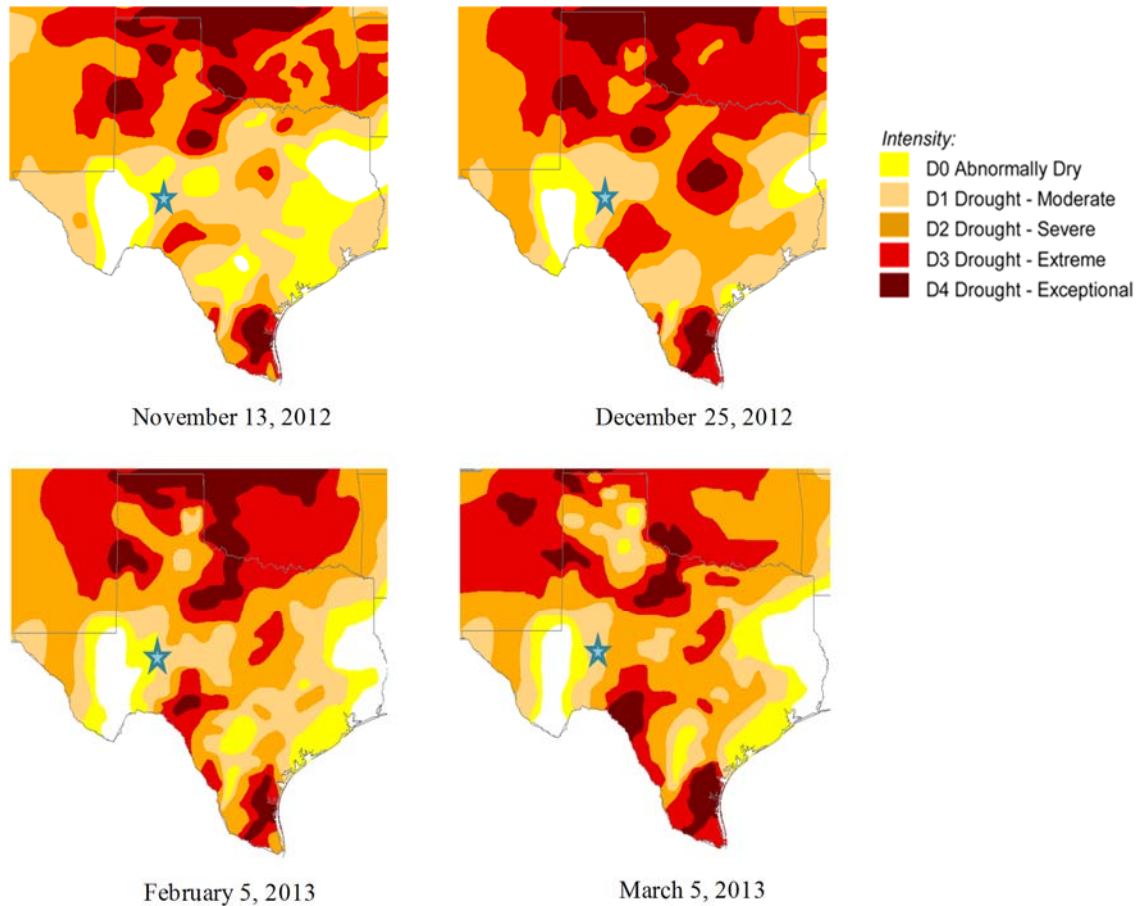 Intensity:
D0 Abnormally Dry
D1 Drought - Moderate
D2 Drought - Severe
D3 Drought - Extreme
D4 Drought - Exceptional
November 13, 2012
December 25, 2012
February 5, 2013
March 5, 2013